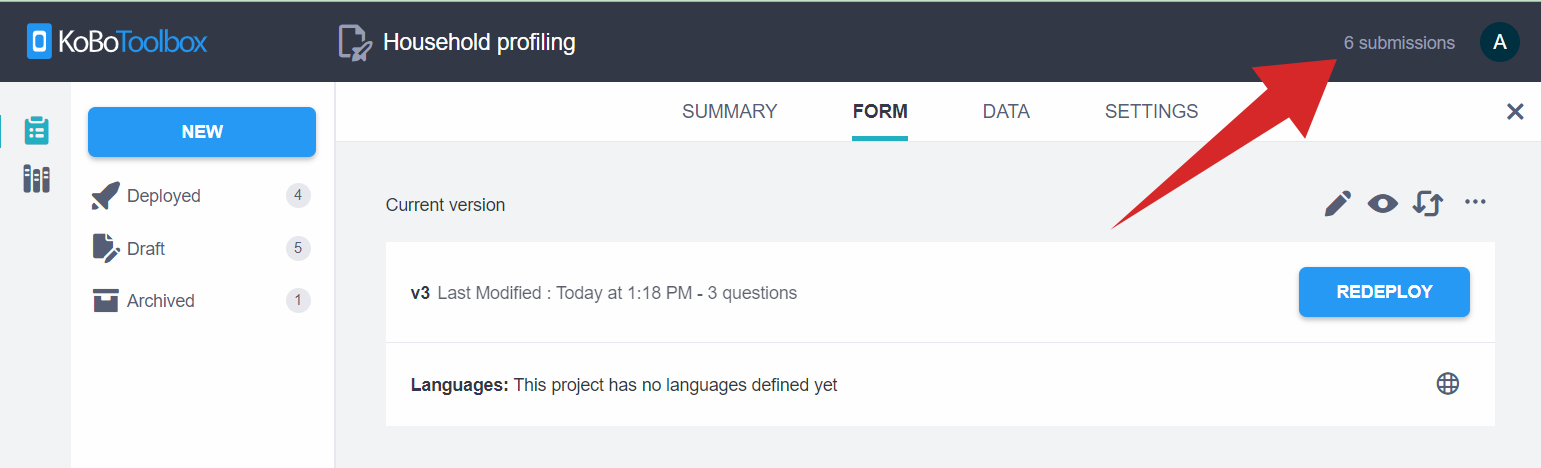 KoBoToolbox
Household profiling
6 submissions
A
SUMMARY
FORM
DATA
SETTINGS
NEW
Deployed
4
Draft
5
Archived
1
Current version
v3 Last Modified : Today at 1:18 PM - 3 questions
REDEPLOY
Languages: This project has no languages defined yet